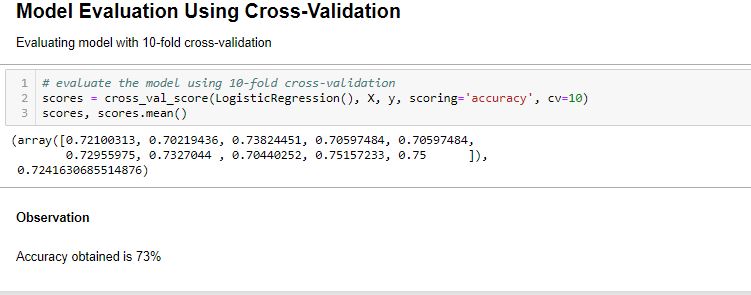 Model Evaluation Using Cross-Validation
Evaluating model with 10-fold cross-validation
1 # evaluate the model using 10-fold cross-validation
2 scores = cross_val_score(LogisticRegression(), X, y, scoring='accuracy', cv=10)
3 scores, scores.mean()
(array([0.72100313, 0.70219436, 0.73824451, 0.70597484, 0.70597484,
0.72955975, 0.7327044 , 0.70440252, 0.75157233, 0.75      ]),
0.7241630685514876)
Observation
Accuracy obtained is 73%